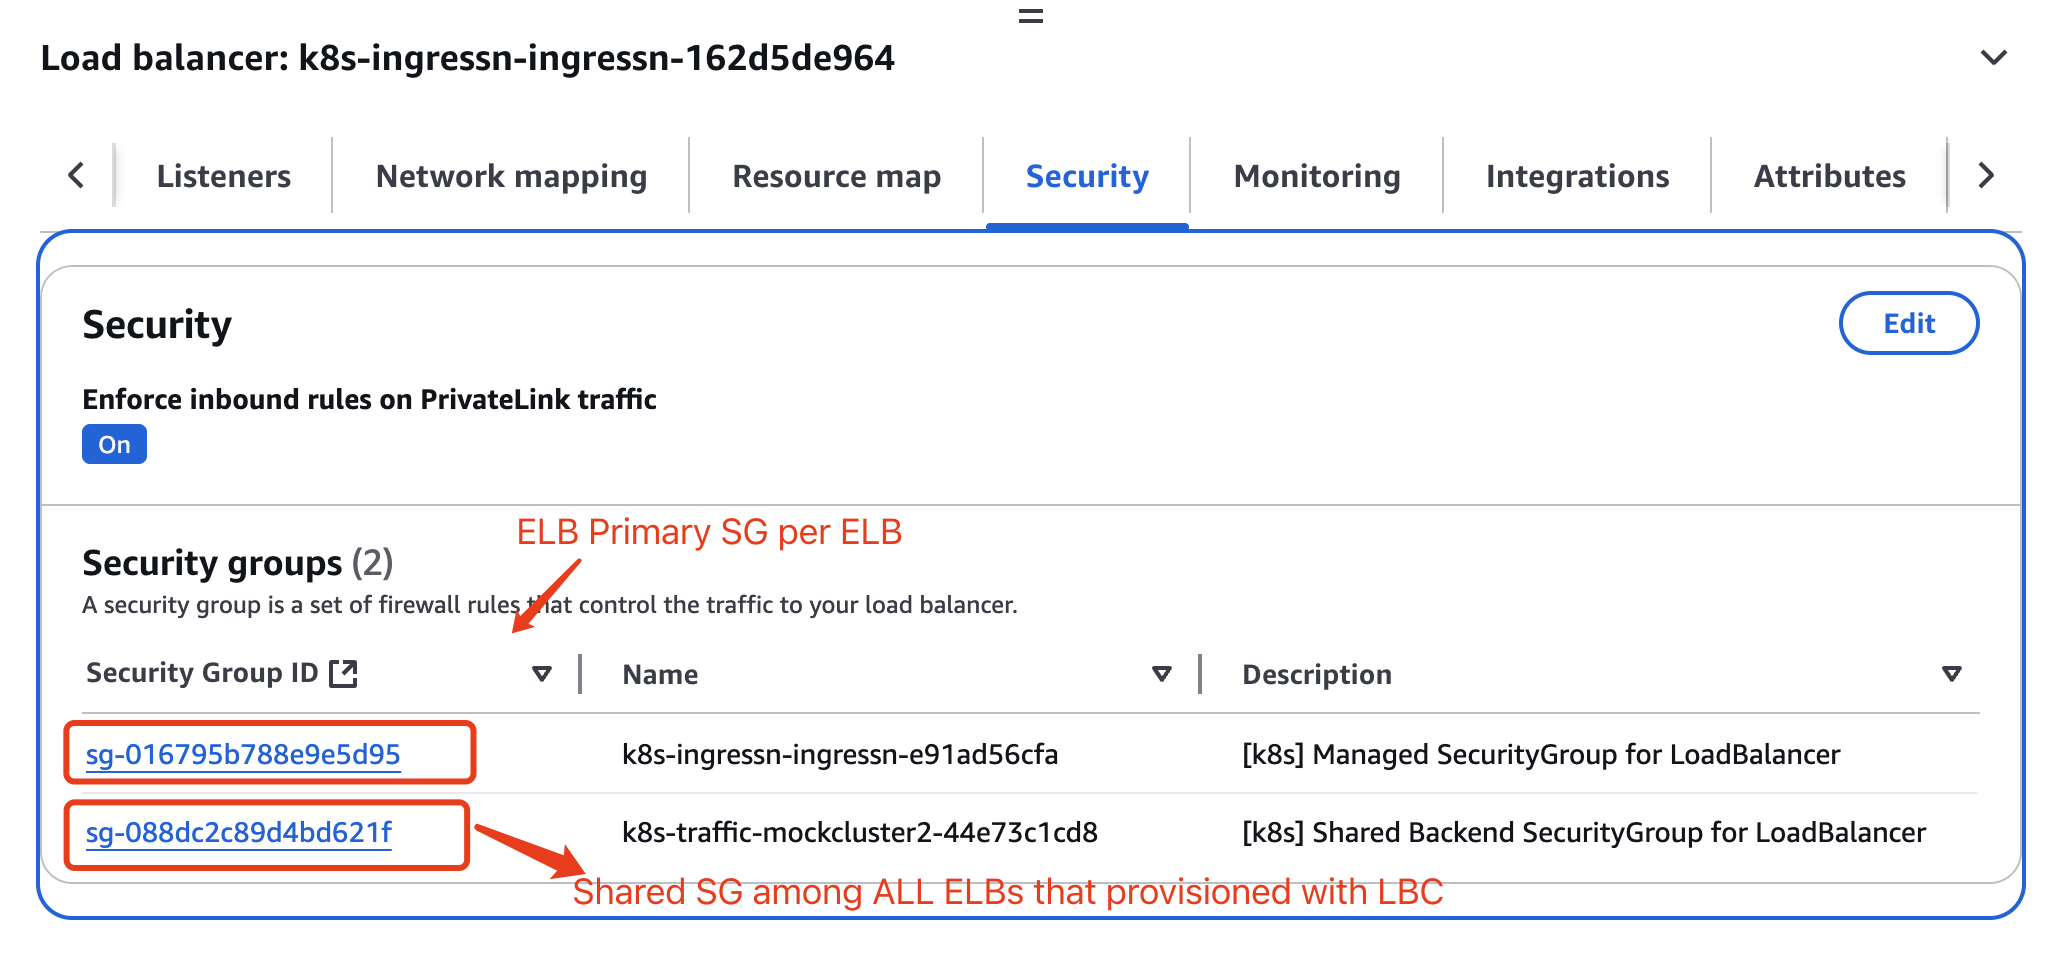 Load balancer: k8s-ingressn-ingressn-162d5de964
Listeners Network mapping Resource map Security Monitoring Integrations Attributes
Security
Edit
Enforce inbound rules on PrivateLink traffic
On
ELB Primary SG per ELB
Security groups (2)
A security group is a set of firewall rules that control the traffic to your load balancer.
Security Group ID Name Description
sg-016795b788e9e5d95 k8s-ingressn-ingressn-e91ad56cfa [k8s] Managed SecurityGroup for LoadBalancer
sg-088dc2c89d4bd621f k8s-traffic-mockcluster2-44e73c1cd8 [k8s] Shared Backend SecurityGroup for LoadBalancer
Shared SG among ALL ELBs that provisioned with LBC